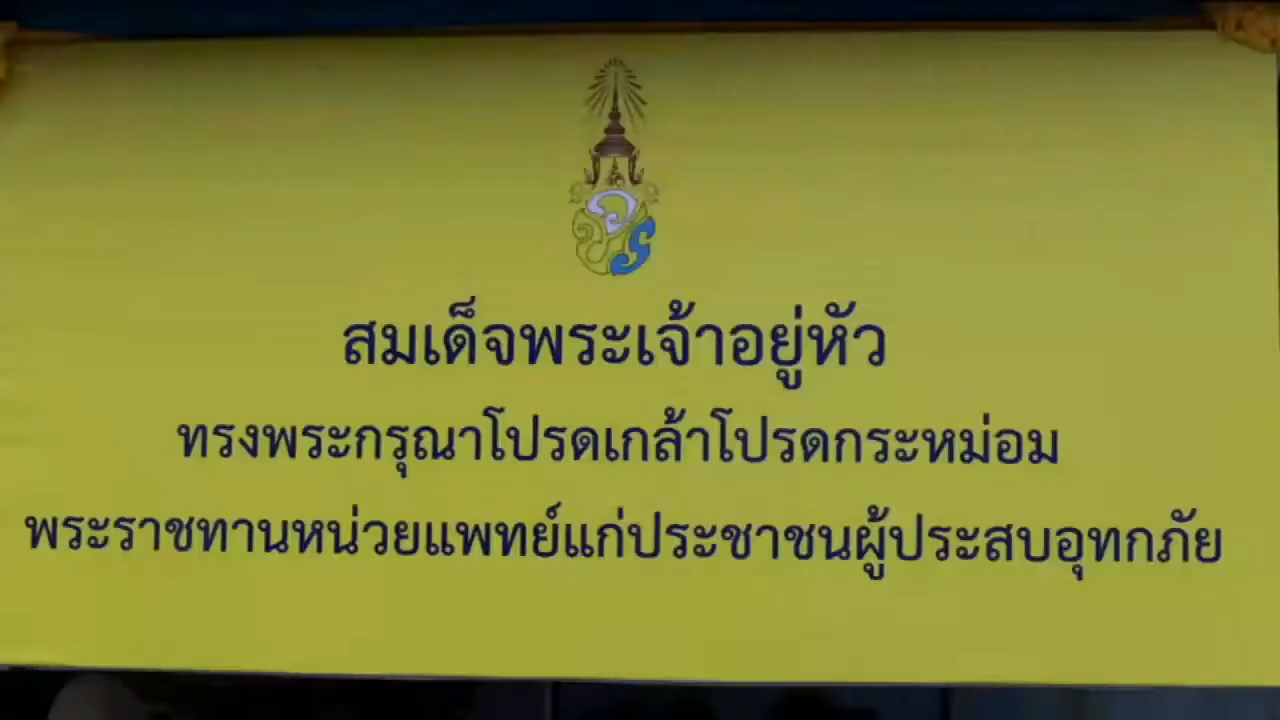 สมเด็จพระเจ้าอยู่หัว
ทรงพระกรุณาโปรดเกล้าโปรดกระหม่อม
พระราชทานหน่วยแพทย์แก่ประชาชนผู้ประสบอุทกภัย